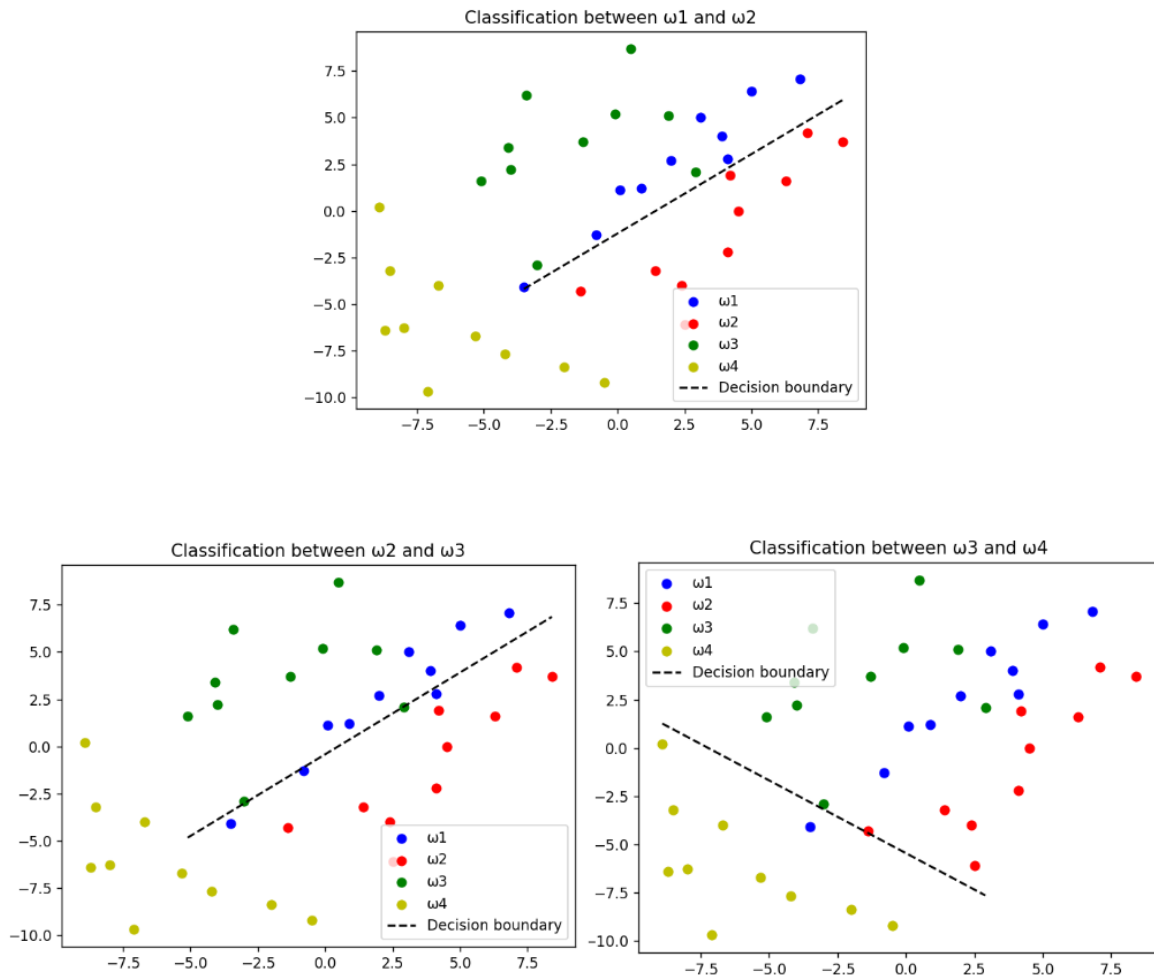 Classification between ω1 and ω2
7.5
5.0
2.5
0.0
−2.5
−5.0
−7.5
−10.0
ω1
ω2
ω3
ω4
Decision boundary
−7.5 −5.0 −2.5 0.0 2.5 5.0 7.5
Classification between ω2 and ω3
7.5
5.0
2.5
0.0
−2.5
−5.0
−7.5
−10.0
ω1
ω2
ω3
ω4
Decision boundary
−7.5 −5.0 −2.5 0.0 2.5 5.0 7.5
Classification between ω3 and ω4
ω1
ω2
ω3
ω4
Decision boundary
7.5
5.0
2.5
0.0
−2.5
−5.0
−7.5
−10.0
−7.5 −5.0 −2.5 0.0 2.5 5.0 7.5